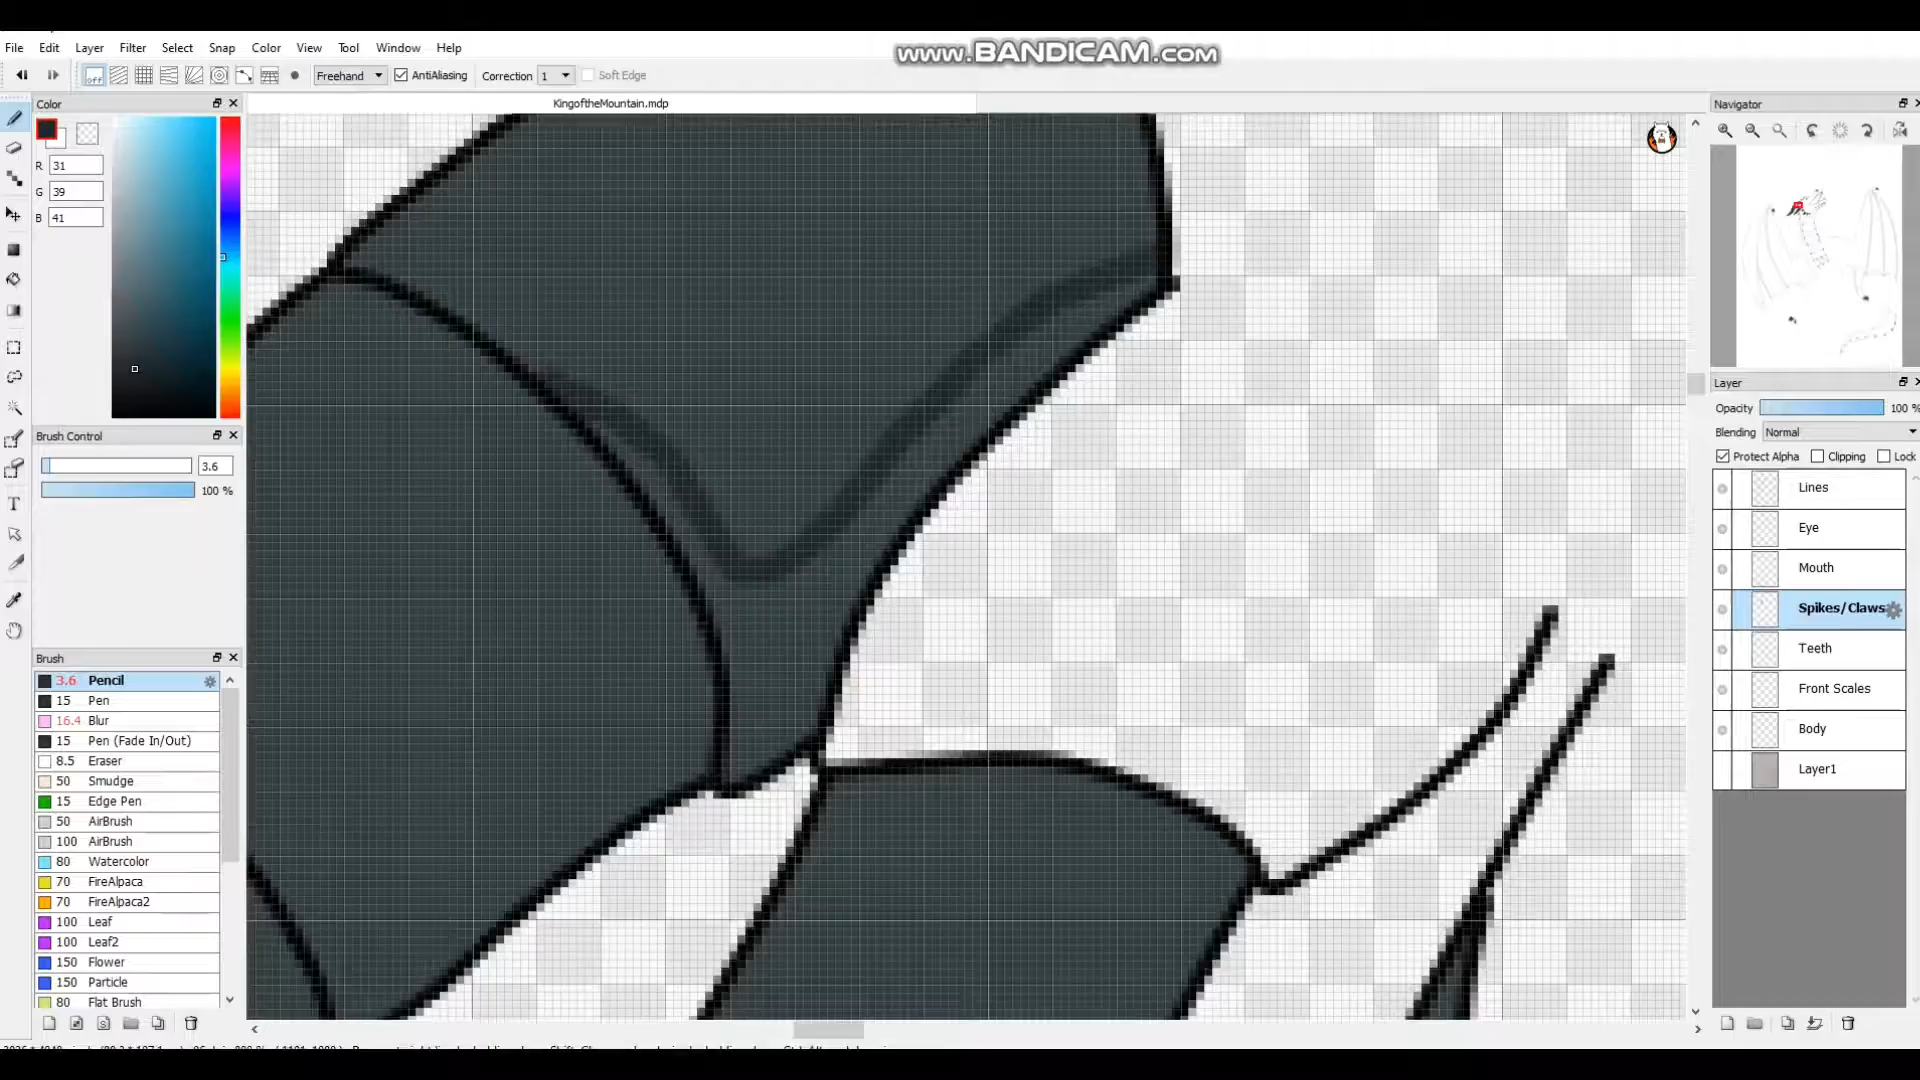 www.BANDICAM.com
File Edit Layer Filter Select Snap Color View Tool Window Help
off Freehand AntiAliasing Correction 1 Soft Edge
KingoftheMountain.mdp
Color
R 31
G 39
B 41
Brush Control
3.6
100 %
Brush
3.6 Pencil
15 Pen
16.4 Blur
15 Pen (Fade In/Out)
8.5 Eraser
50 Smudge
15 Edge Pen
50 AirBrush
100 AirBrush
80 Watercolor
70 FireAlpaca
70 FireAlpaca2
100 Leaf
100 Leaf2
150 Flower
150 Particle
80 Flat Brush
Navigator
Layer
Opacity 100 %
Blending Normal
Protect Alpha Clipping Lock
Lines
Eye
Mouth
Spikes/Claws
Teeth
Front Scales
Body
Layer1